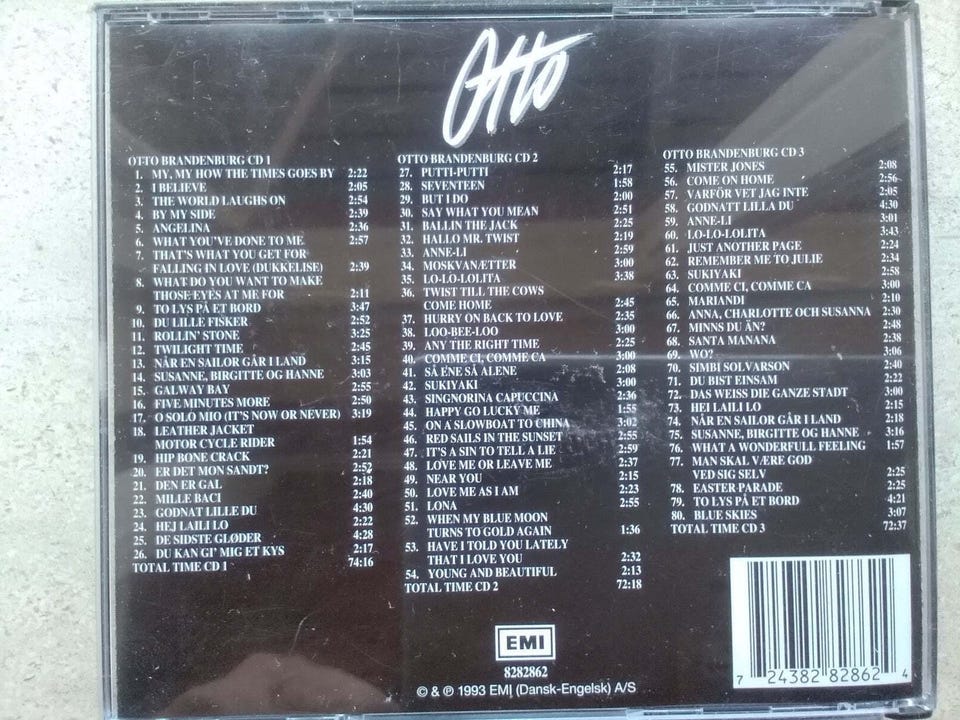 Otto
OTTO BRANDENBURG CD 1
1. MY, MY HOW THE TIMES GOES BY 2:22
2. I BELIEVE 2:05
3. THE WORLD LAUGHS ON 2:54
4. BY MY SIDE 2:39
5. ANGELINA 2:36
6. WHAT YOU'VE DONE TO ME 2:57
7. THAT'S WHAT YOU GET FOR
FALLING IN LOVE (DUKKELISE) 2:39
8. WHAT DO YOU WANT TO MAKE
THOSE EYES AT ME FOR 2:11
9. TO LYS PÅ ET BORD 3:47
10. DU LILLE FISKER 2:52
11. ROLLIN' STONE 3:25
12. TWILIGHT TIME 2:45
13. NÅR EN SAILOR GÅR I LAND 3:15
14. SUSANNE, BIRGITTE OG HANNE 3:03
15. GALWAY BAY 2:55
16. FIVE MINUTES MORE 2:50
17. O SOLO MIO (IT'S NOW OR NEVER) 3:19
18. LEATHER JACKET
MOTOR CYCLE RIDER 1:54
19. HIP BONE CRACK 2:21
20. ER DET MON SANDT? 2:52
21. DEN ER GAL 2:18
22. MILLE BACI 2:40
23. GODNAT LILLE DU 4:30
24. HEJ LAILI LO 2:22
25. DE SIDSTE GLØDER 4:28
26. DU KAN GI' MIG ET KYS 2:17
TOTAL TIME CD 1 74:16
OTTO BRANDENBURG CD 2
27. PUTTI-PUTTI 2:17
28. SEVENTEEN 1:58
29. BUT I DO 2:00
30. SAY WHAT YOU MEAN 2:51
31. BALLIN THE JACK 2:25
32. HALLO MR. TWIST 2:19
33. ANNE-LI 2:59
34. MOSKVANÆTTER 3:00
35. LO-LO-LOLITA 3:38
36. TWIST TILL THE COWS
COME HOME 2:45
37. HURRY ON BACK TO LOVE 2:35
38. LOO-BEE-LOO 3:00
39. ANY THE RIGHT TIME 2:25
40. COMME CI, COMME CA 3:00
41. SÅ ENE SÅ ALENE 2:08
42. SUKIYAKI 3:00
43. SINGNORINA CAPUCCINA 2:36
44. HAPPY GO LUCKY ME 1:55
45. ON A SLOWBOAT TO CHINA 3:02
46. RED SAILS IN THE SUNSET 2:55
47. IT'S A SIN TO TELL A LIE 2:59
48. LOVE ME OR LEAVE ME 2:37
49. NEAR YOU 2:15
50. LOVE ME AS I AM 2:23
51. LONA 2:55
52. WHEN MY BLUE MOON
TURNS TO GOLD AGAIN 1:36
53. HAVE I TOLD YOU LATELY
THAT I LOVE YOU 2:32
54. YOUNG AND BEAUTIFUL 2:13
TOTAL TIME CD 2 72:18
OTTO BRANDENBURG CD 3
55. MISTER JONES 2:08
56. COME ON HOME 2:56
57. VARFÖR VET JAG INTE 2:05
58. GODNATT LILLA DU 4:30
59. ANNE-LI 3:01
60. LO-LO-LOLITA 3:43
61. JUST ANOTHER PAGE 2:24
62. REMEMBER ME TO JULIE 2:34
63. SUKIYAKI 2:58
64. COMME CI, COMME CA 3:00
65. MARIANDI 2:10
66. ANNA, CHARLOTTE OCH SUSANNA 2:30
67. MINNS DU ÄN? 2:48
68. SANTA MANANA 2:38
69. WO? 3:06
70. SIMBI SOLVARSON 2:40
71. DU BIST EINSAM 2:22
72. DAS WEISS DIE GANZE STADT 3:00
73. HEI LAILI LO 2:15
74. NÅR EN SAILOR GÅR I LAND 2:18
75. SUSANNE, BIRGITTE OG HANNE 3:16
76. WHAT A WONDERFULL FEELING 1:57
77. MAN SKAL VÆRE GOD
VED SIG SELV 2:25
78. EASTER PARADE 2:25
79. TO LYS PÅ ET BORD 4:21
80. BLUE SKIES 3:07
TOTAL TIME CD 3 72:37
EMI
8282862
© & ℗ 1993 EMI (Dansk-Engelsk) A/S
7 24382 82862 4